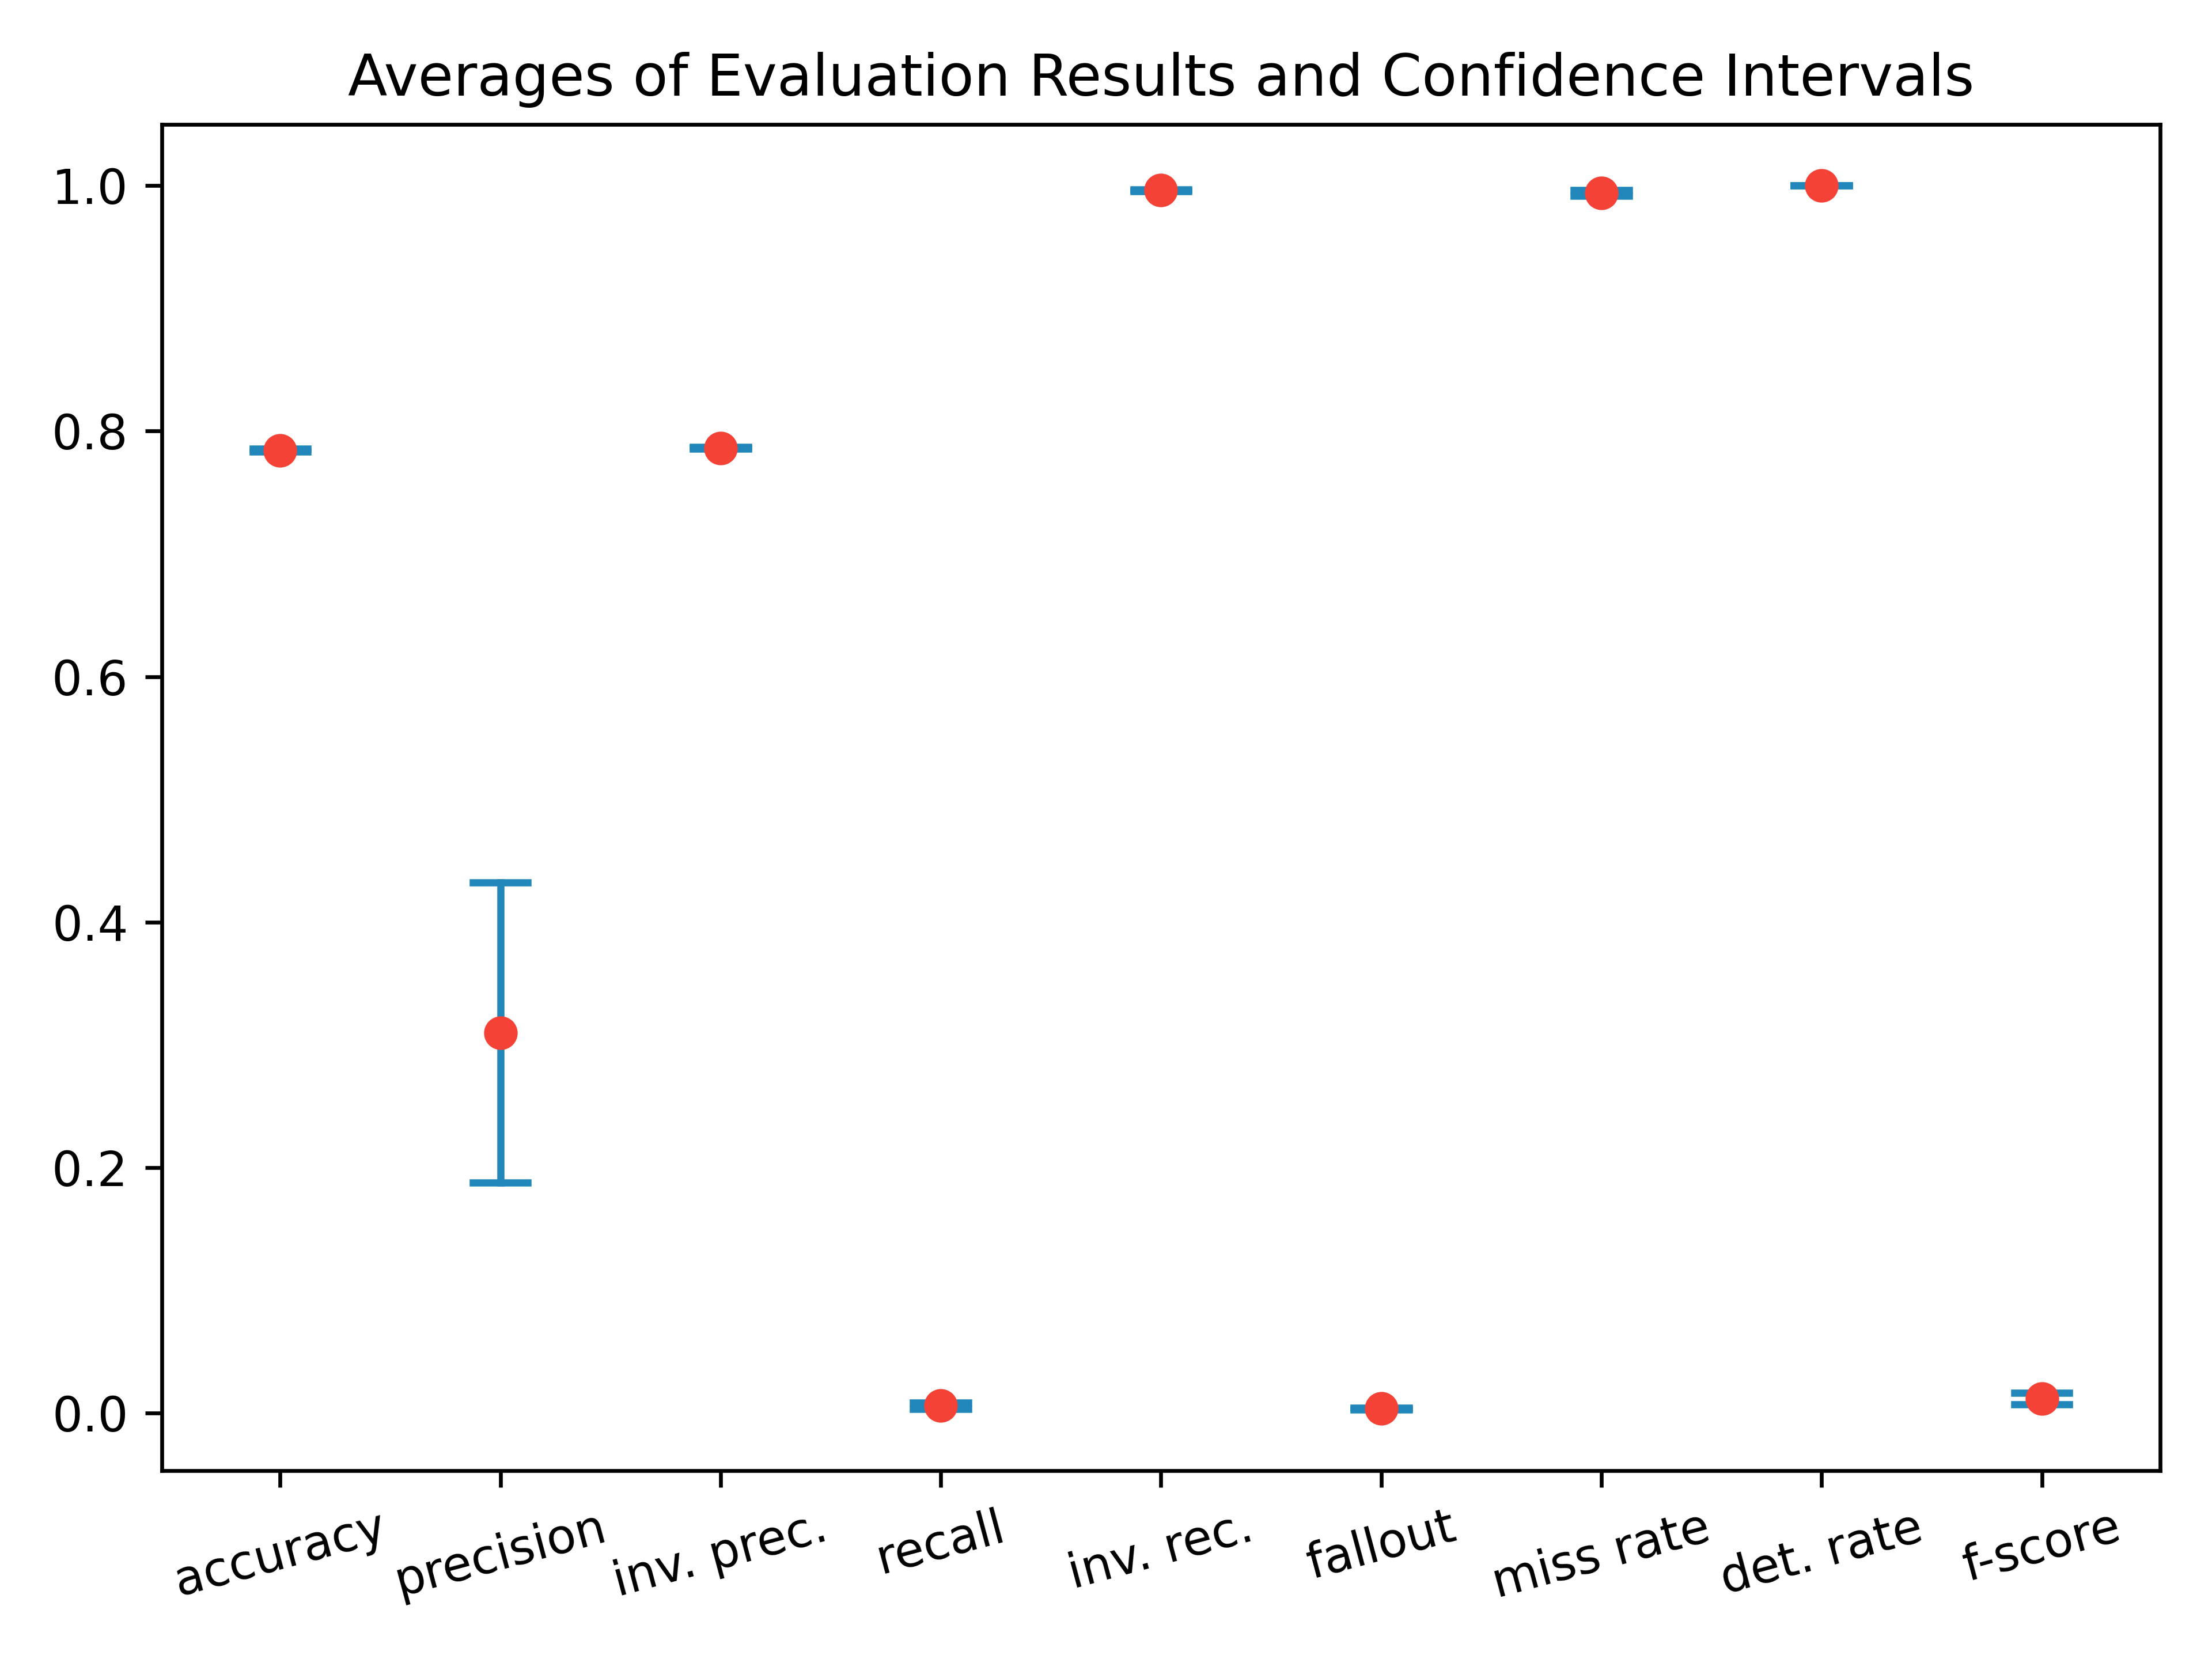 Averages of Evaluation Results and Confidence Intervals
1.0
0.8
0.6
0.4
0.2
0.0
accuracy
precision
inv. prec.
recall
inv. rec.
fallout
miss rate
det. rate
f-score